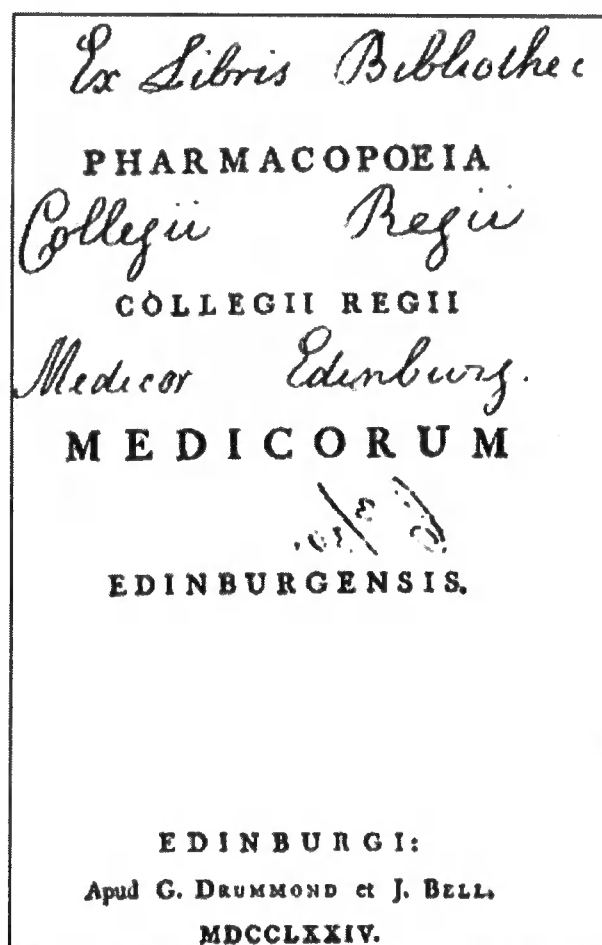 Ex Libris Bibliothec
PHARMACOPOEIA
Collegii Regii
COLLEGII REGII
Medicor Edinburg.
MEDICORUM
EDINBURGENSIS.
EDINBURGI:
Apud G. DRUMMOND et J. BELL.
MDCCLXXIV.